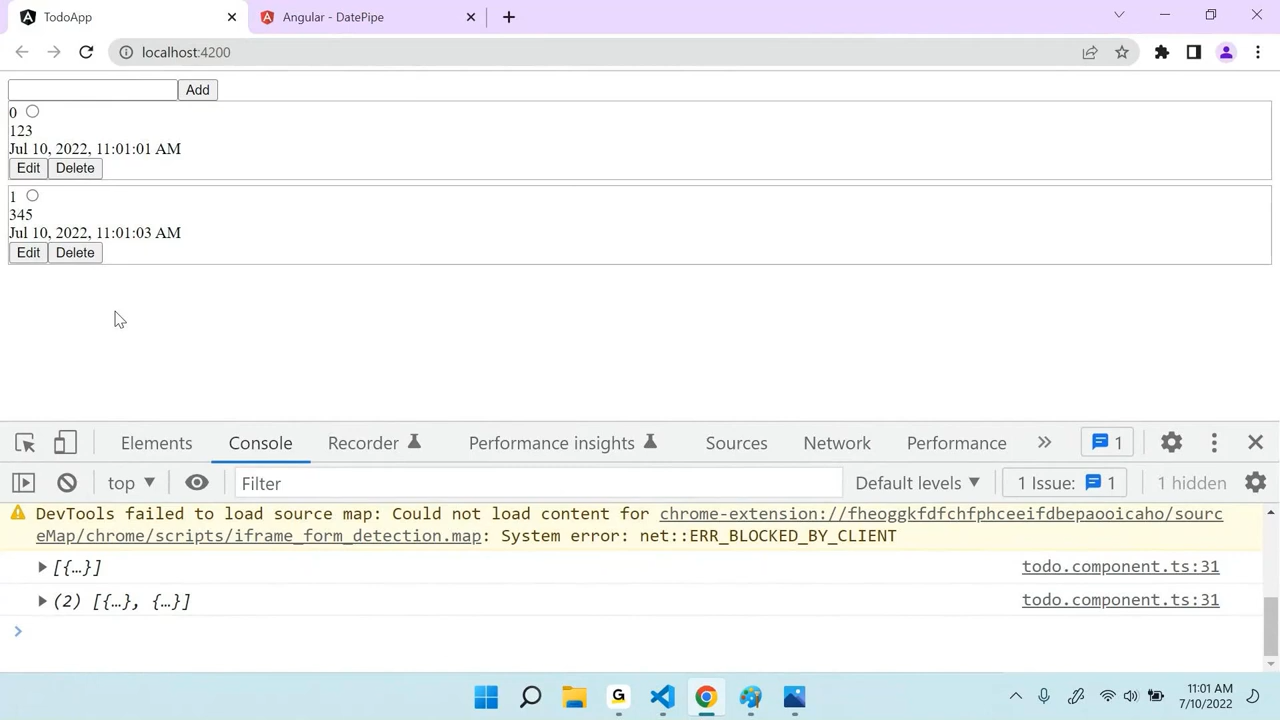 TodoApp
Angular - DatePipe
localhost:4200
Add
0
123
Jul 10, 2022, 11:01:01 AM
Edit Delete
1
345
Jul 10, 2022, 11:01:03 AM
Edit Delete
Elements Console Recorder Performance insights Sources Network Performance » 1
top Filter Default levels 1 Issue: 1 1 hidden
DevTools failed to load source map: Could not load content for chrome-extension://fheoggkfdfchfphceeifdbepaooicaho/sourc
eMap/chrome/scripts/iframe_form_detection.map: System error: net::ERR_BLOCKED_BY_CLIENT
[{…}] todo.component.ts:31
(2) [{…}, {…}] todo.component.ts:31
>
G 11:01 AM
7/10/2022